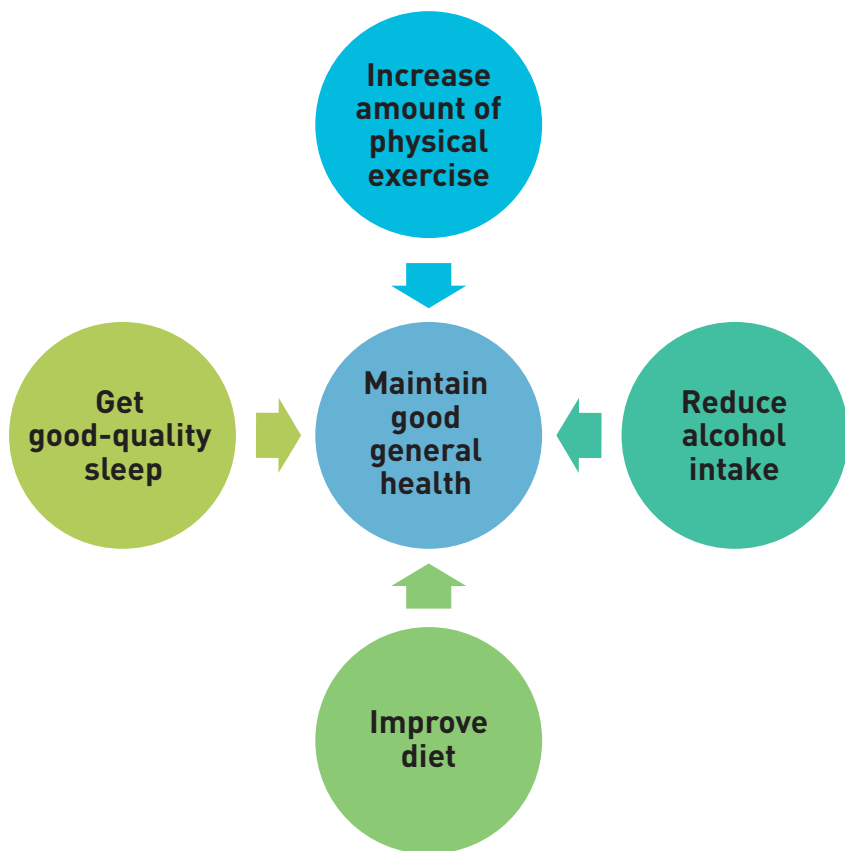 Increase
amount of
physical
exercise
Get
good-quality
sleep
Maintain
good
general
health
Reduce
alcohol
intake
Improve
diet